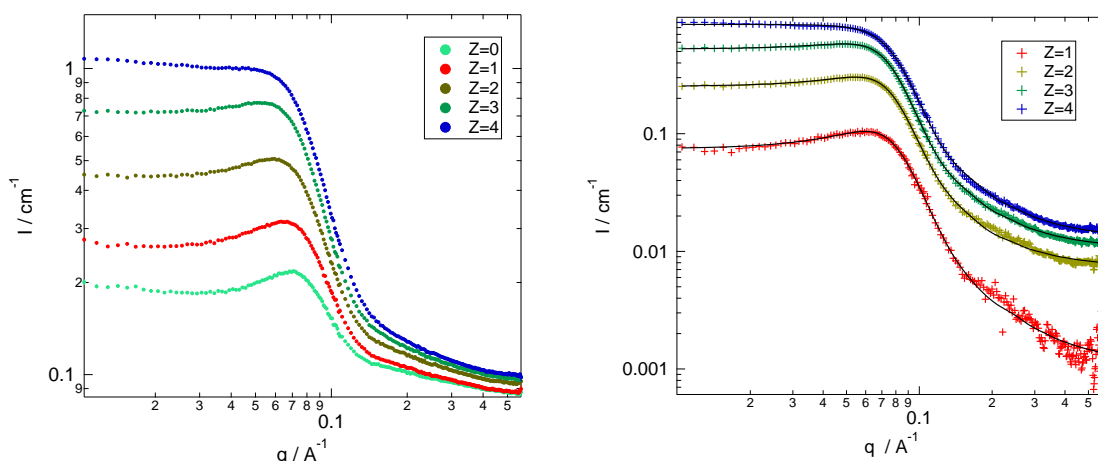 Z=0
Z=1
Z=2
Z=3
Z=4
I / cm⁻¹
1
9
8
7
6
5
4
3
2
0.1
9
2 3 4 5 6 7 8 9 0.1 2 3 4 5
q / A⁻¹
Z=1
Z=2
Z=3
Z=4
I / cm⁻¹
0.1
0.01
0.001
2 3 4 5 6 7 8 9 0.1 2 3 4 5
q / A⁻¹